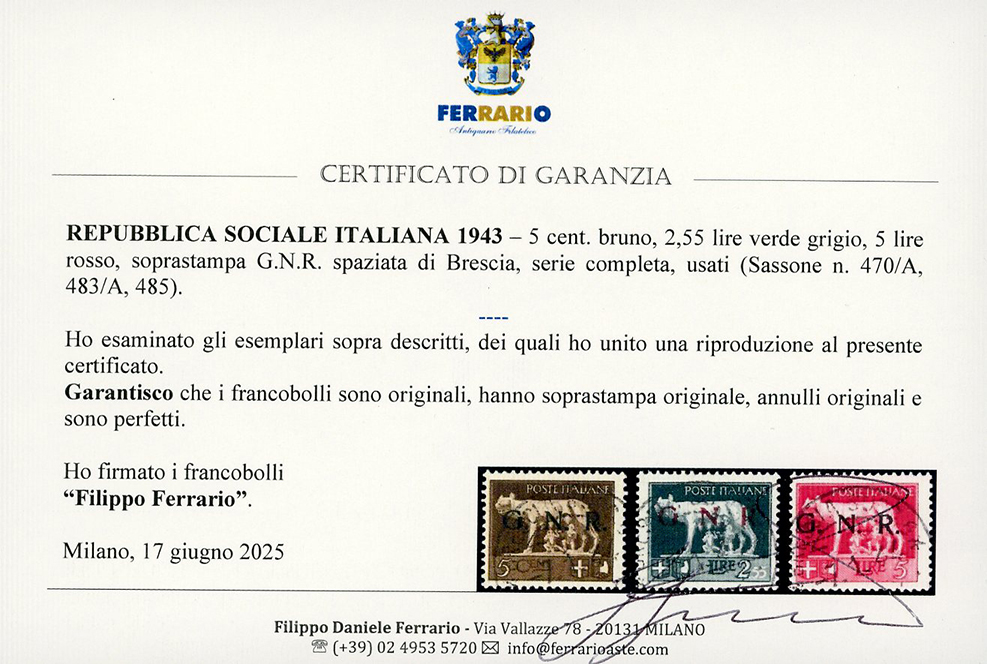 FERRARIO
Antiquario Filatelico
CERTIFICATO DI GARANZIA
REPUBBLICA SOCIALE ITALIANA 1943 – 5 cent. bruno, 2,55 lire verde grigio, 5 lire
rosso, soprastampa G.N.R. spaziata di Brescia, serie completa, usati (Sassone n. 470/A,
483/A, 485).
----
Ho esaminato gli esemplari sopra descritti, dei quali ho unito una riproduzione al presente
certificato.
Garantisco che i francobolli sono originali, hanno soprastampa originale, annulli originali e
sono perfetti.
Ho firmato i francobolli
“Filippo Ferrario”.
Milano, 17 giugno 2025
POSTE ITALIANE
G. N. R.
5 CENT
POSTE ITALIANE
G. N. R
LIRE 2,55
POSTE ITALIANE
G. N. R.
LIRE 5
Filippo Daniele Ferrario - Via Vallazze 78 - 20131 MILANO
(+39) 02 4953 5720 info@ferrarioaste.com